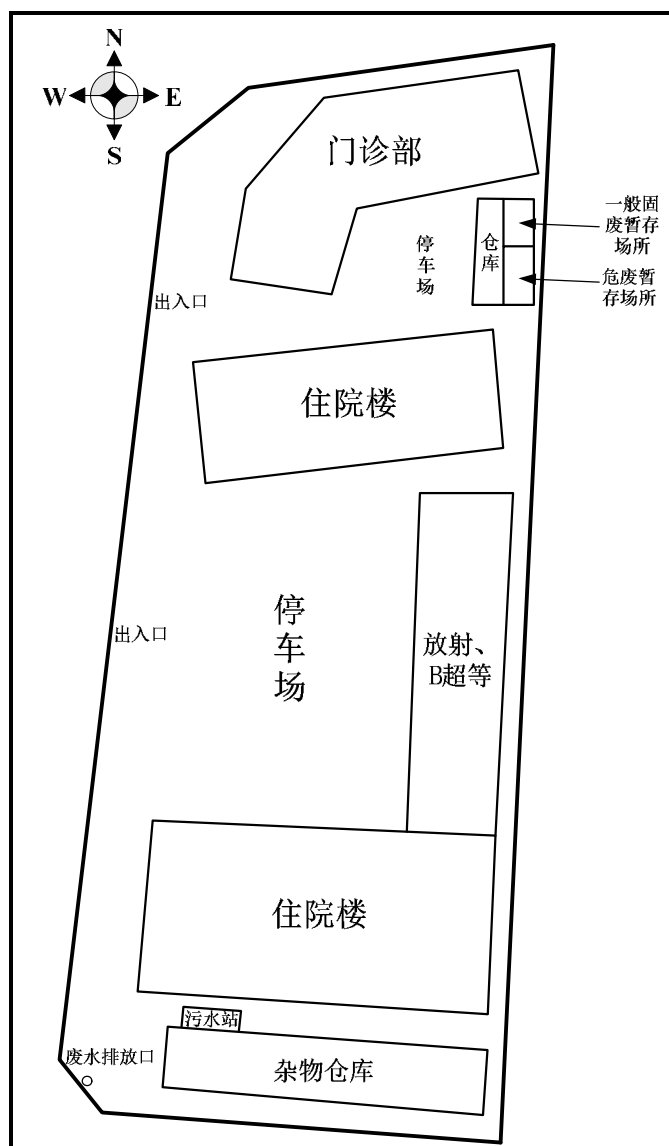 N
W
E
S
门诊部
一般固
废暂存
场所
仓
库
停
车
场
危废暂
存场所
出入口
住院楼
停
车
场
出入口
放射、
B超等
住院楼
污水站
废水排放口
杂物仓库